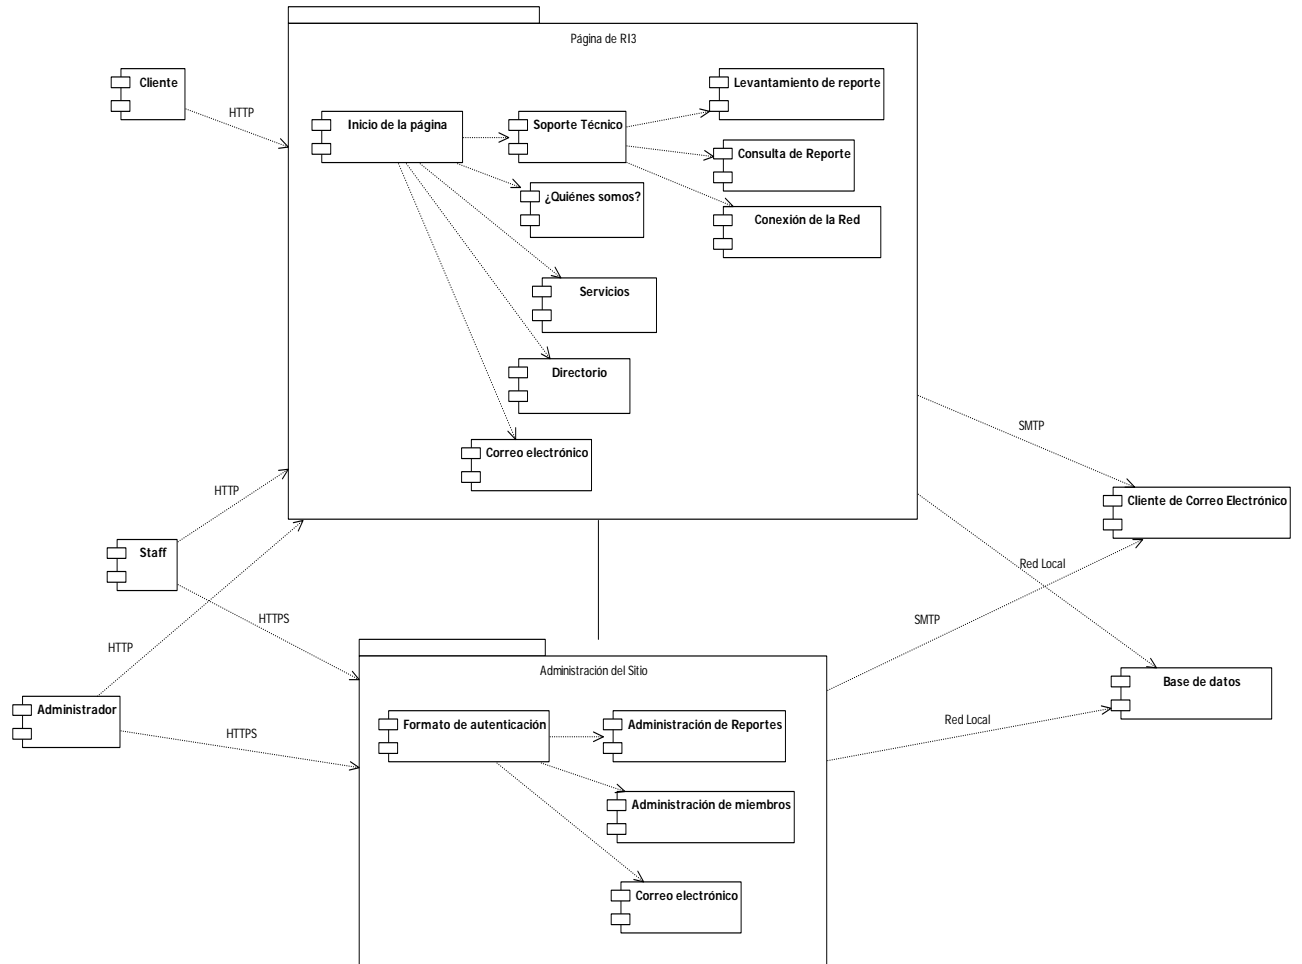 Página de RI3
Cliente
HTTP
Levantamiento de reporte
Inicio de la página
Soporte Técnico
Consulta de Reporte
¿Quiénes somos?
Conexión de la Red
Servicios
Directorio
Correo electrónico
SMTP
HTTP
Cliente de Correo Electrónico
Staff
Red Local
HTTPS
SMTP
HTTP
Administración del Sitio
Base de datos
Administrador
Formato de autenticación
Administración de Reportes
Red Local
HTTPS
Administración de miembros
Correo electrónico